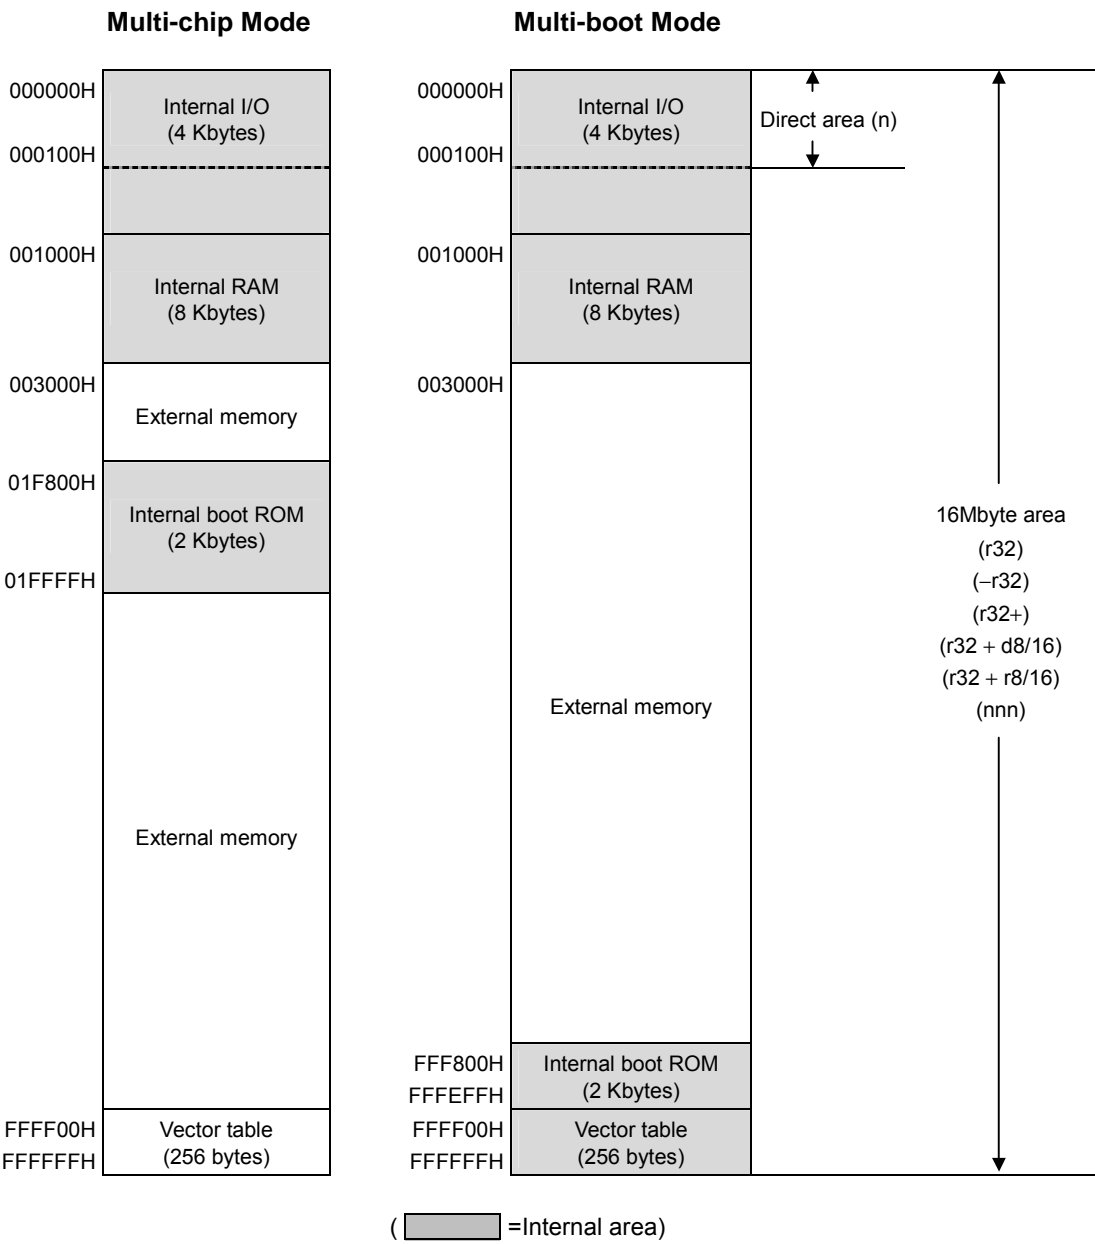 Multi-chip Mode
Multi-boot Mode
000000H
Internal I/O
(4 Kbytes)
000100H
001000H
Internal RAM
(8 Kbytes)
003000H
External memory
01F800H
Internal boot ROM
(2 Kbytes)
01FFFFH
External memory
FFFF00H
Vector table
(256 bytes)
FFFFFFH
000000H
Internal I/O
(4 Kbytes)
000100H
001000H
Internal RAM
(8 Kbytes)
003000H
External memory
FFF800H
Internal boot ROM
(2 Kbytes)
FFFEFFH
FFFF00H
Vector table
(256 bytes)
FFFFFFH
Direct area (n)
16Mbyte area
(r32)
(−r32)
(r32+)
(r32 + d8/16)
(r32 + r8/16)
(nnn)
( =Internal area)